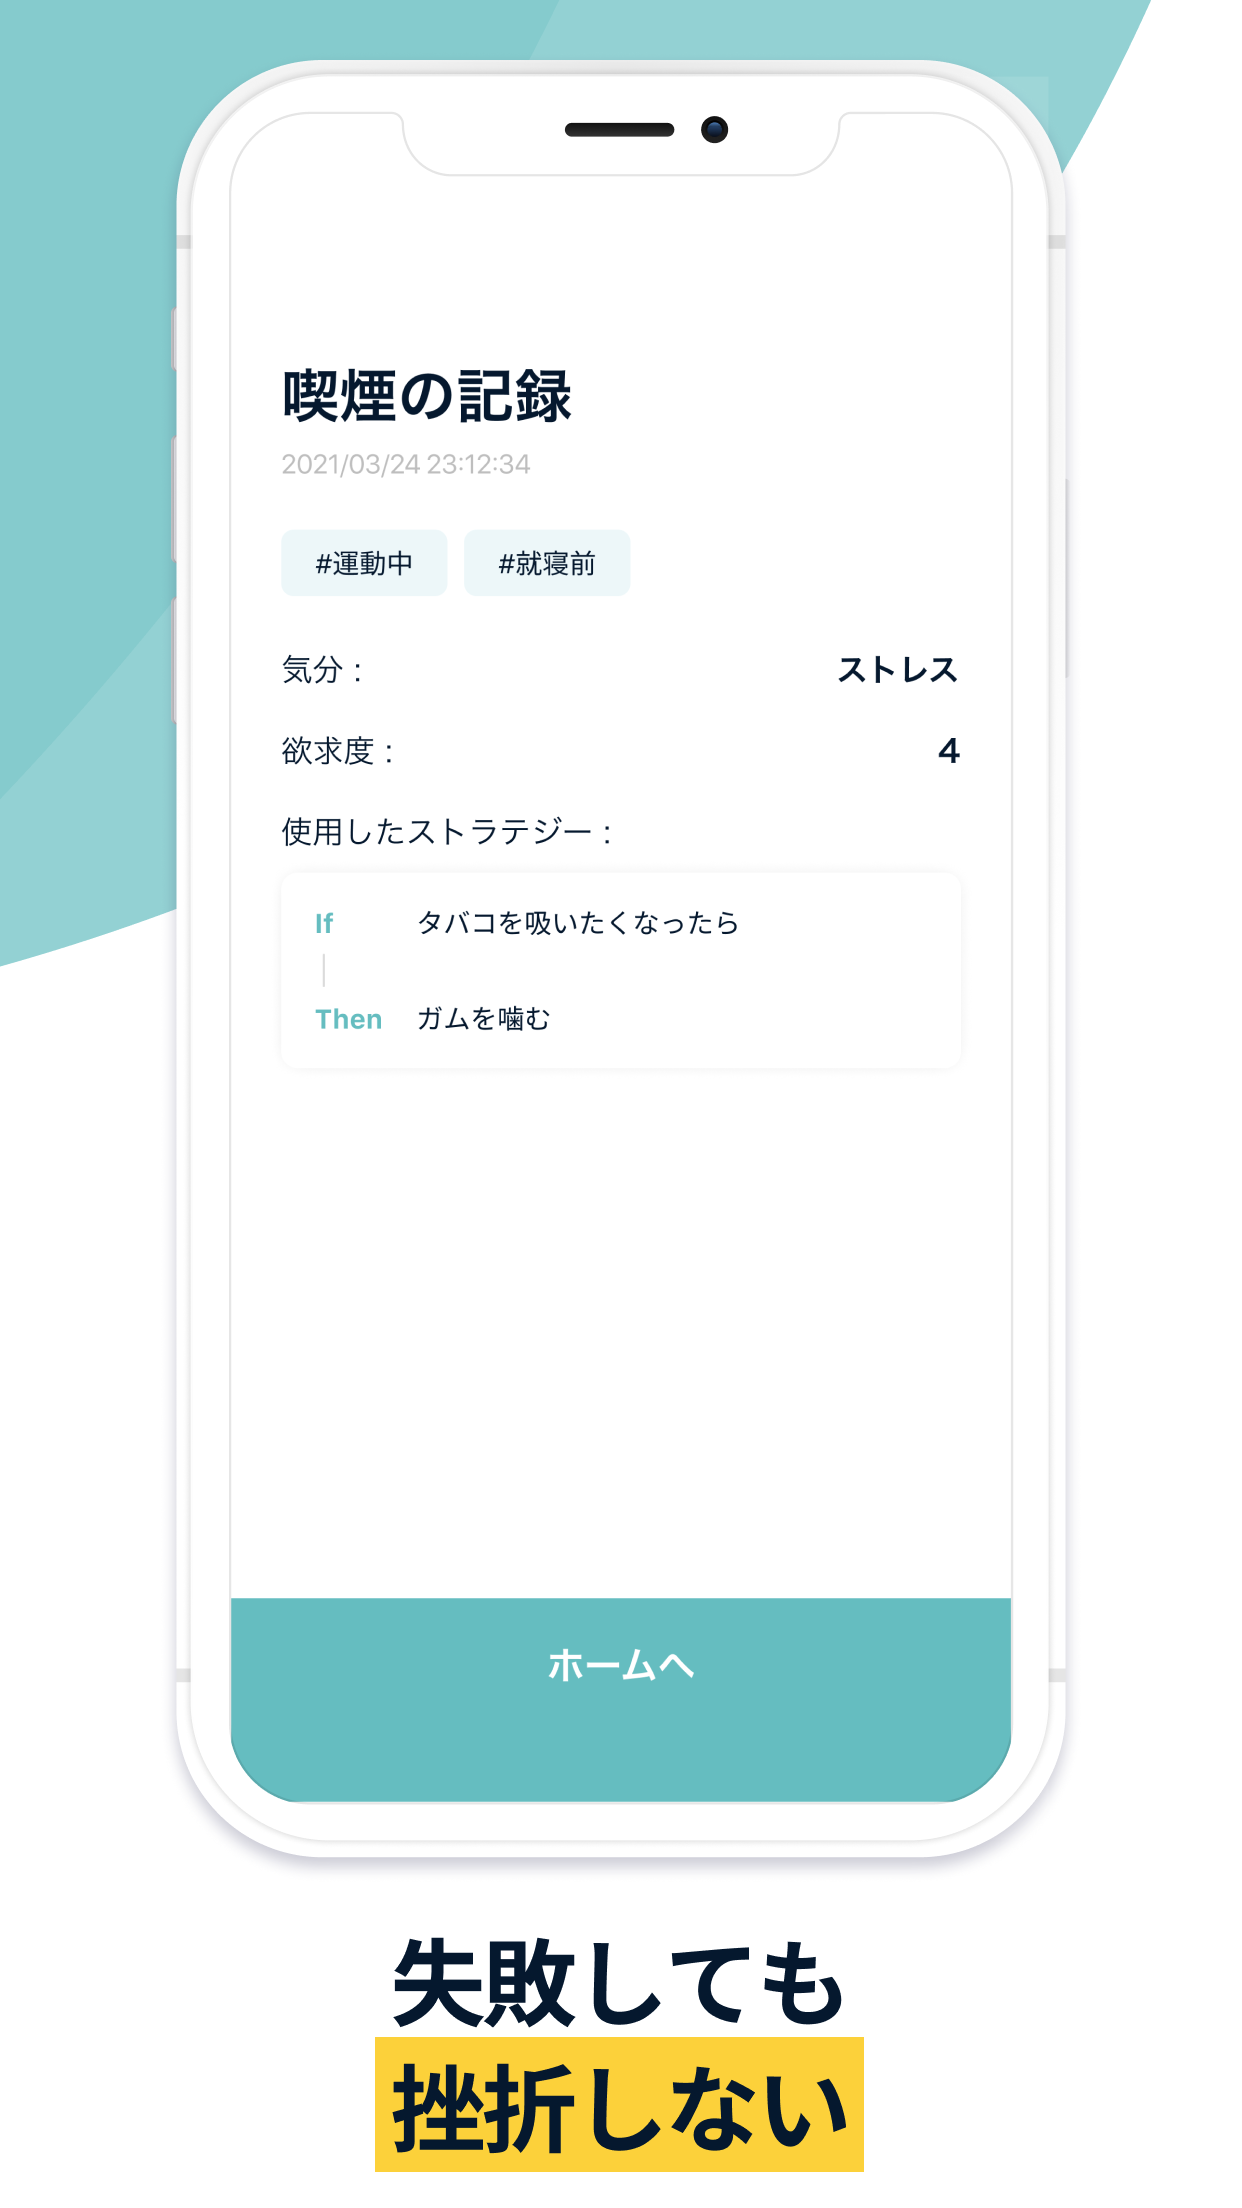 喫煙の記録
2021/03/24 23:12:34
#運動中 #就寝前
気分 : ストレス
欲求度 : 4
使用したストラテジー :
If タバコを吸いたくなったら
Then ガムを噛む
ホームへ
失敗しても
挫折しない